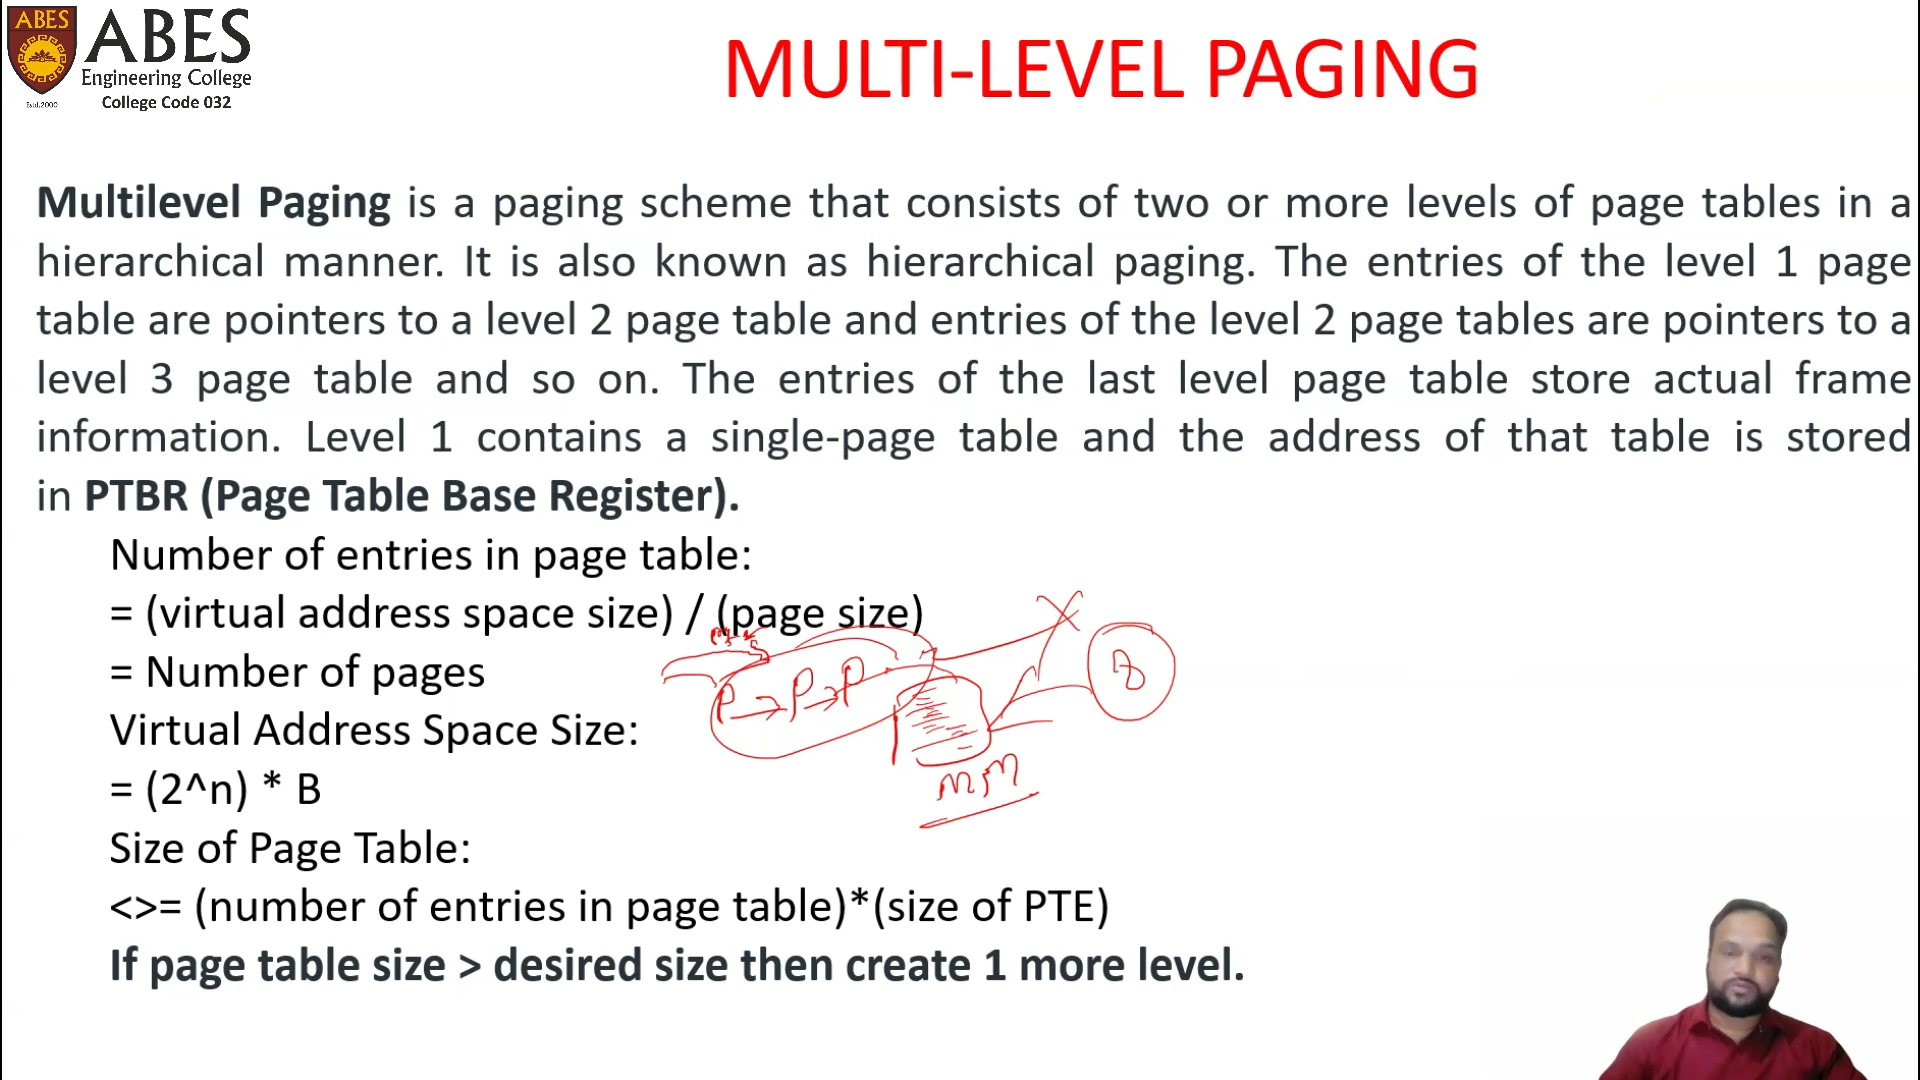 ABES
ABES
Engineering College
College Code 032
Estd.2000
MULTI-LEVEL PAGING
Multilevel Paging is a paging scheme that consists of two or more levels of page tables in a
hierarchical manner. It is also known as hierarchical paging. The entries of the level 1 page
table are pointers to a level 2 page table and entries of the level 2 page tables are pointers to a
level 3 page table and so on. The entries of the last level page table store actual frame
information. Level 1 contains a single-page table and the address of that table is stored
in PTBR (Page Table Base Register).
Number of entries in page table:
= (virtual address space size) / (page size)
= Number of pages
P → P → P
Virtual Address Space Size:
= (2^n) * B
MM
Size of Page Table:
<>= (number of entries in page table)*(size of PTE)
If page table size > desired size then create 1 more level.